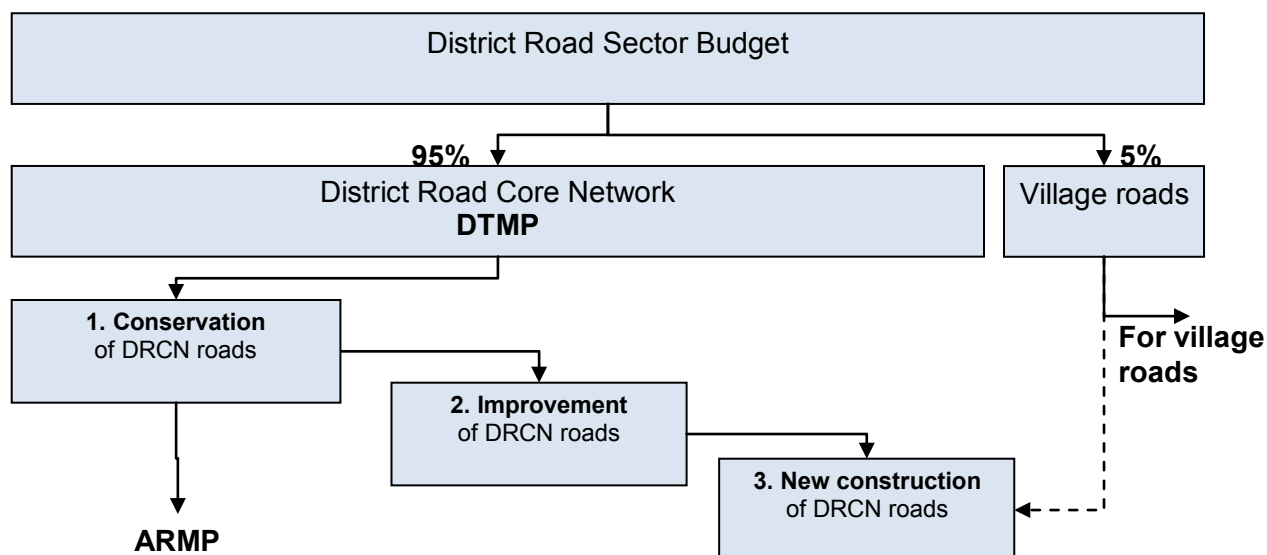 District Road Sector Budget
95%
5%
District Road Core Network
DTMP
Village roads
1. Conservation
of DRCN roads
For village
roads
2. Improvement
of DRCN roads
3. New construction
of DRCN roads
ARMP